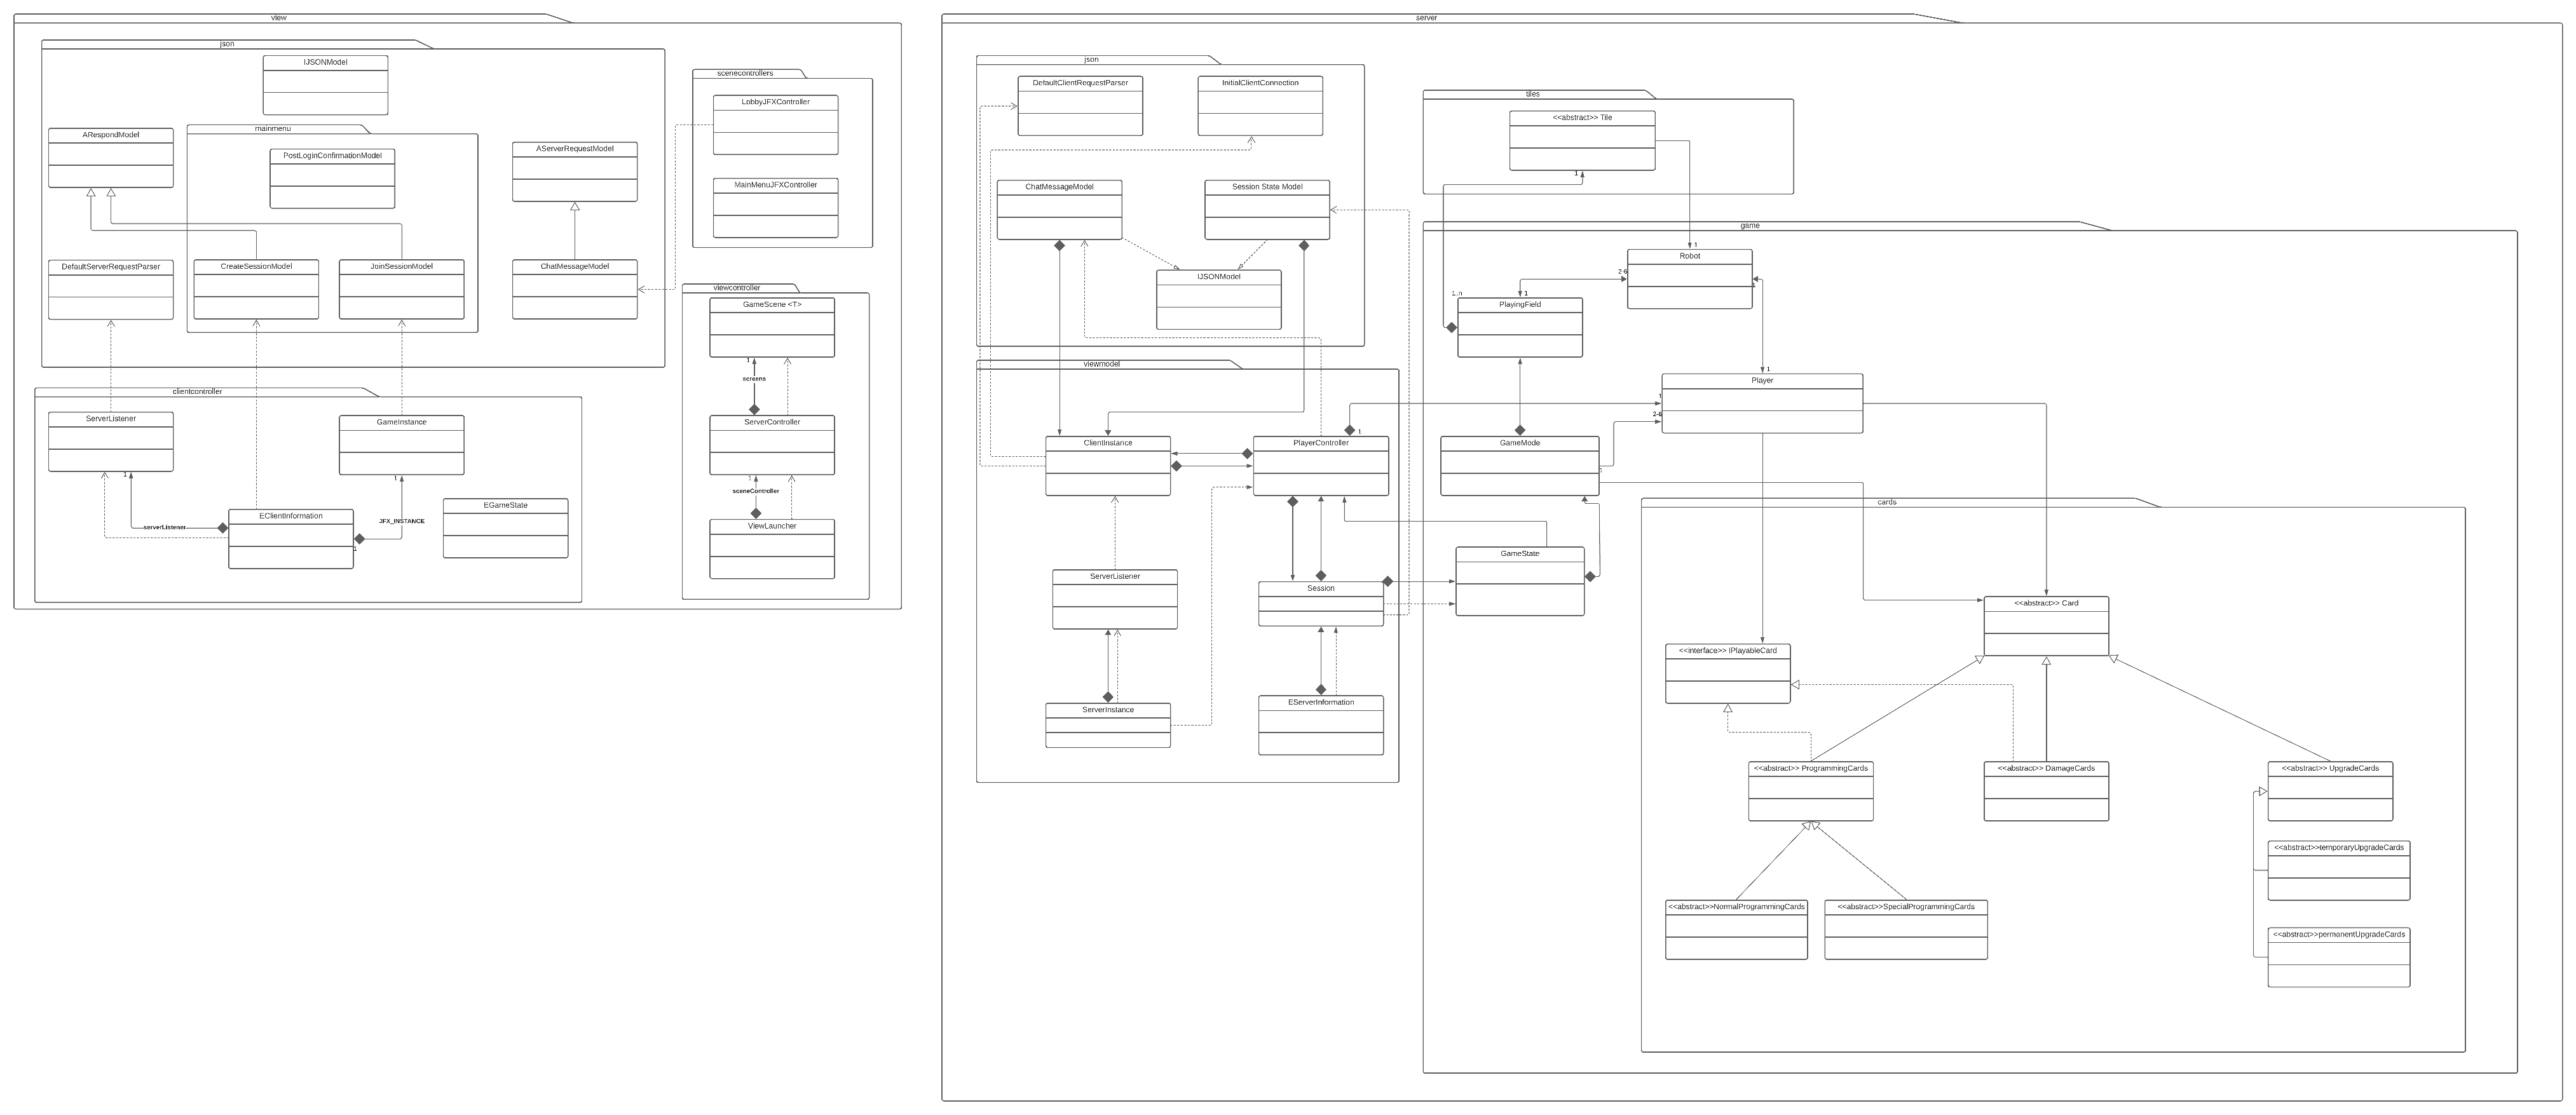 view
json
IJSONModel
ARespondModel
mainmenu
PostLoginConfirmationModel
AServerRequestModel
DefaultServerRequestParser
CreateSessionModel
JoinSessionModel
ChatMessageModel
scenecontrollers
LobbyJFXController
MainMenuJFXController
viewcontroller
GameScene <T>
1
screens
ServerController
1
sceneController
ViewLauncher
clientcontroller
ServerListener
GameInstance
1
1
EGameState
EClientInformation
serverListener
JFX_INSTANCE
1
server
json
DefaultClientRequestParser
InitialClientConnection
ChatMessageModel
Session State Model
IJSONModel
viewmodel
ClientInstance
PlayerController
1
ServerListener
Session
ServerInstance
EServerInformation
tiles
<<abstract>> Tile
1
game
1
Robot
2-6
1
1..n
1
PlayingField
1
Player
1
GameMode
GameState
cards
<<abstract>> Card
<<interface>> IPlayableCard
<<abstract>> ProgrammingCards
<<abstract>> DamageCards
<<abstract>> UpgradeCards
<<abstract>>temporaryUpgradeCards
<<abstract>>NormalProgrammingCards
<<abstract>>SpecialProgrammingCards
<<abstract>>permanentUpgradeCards